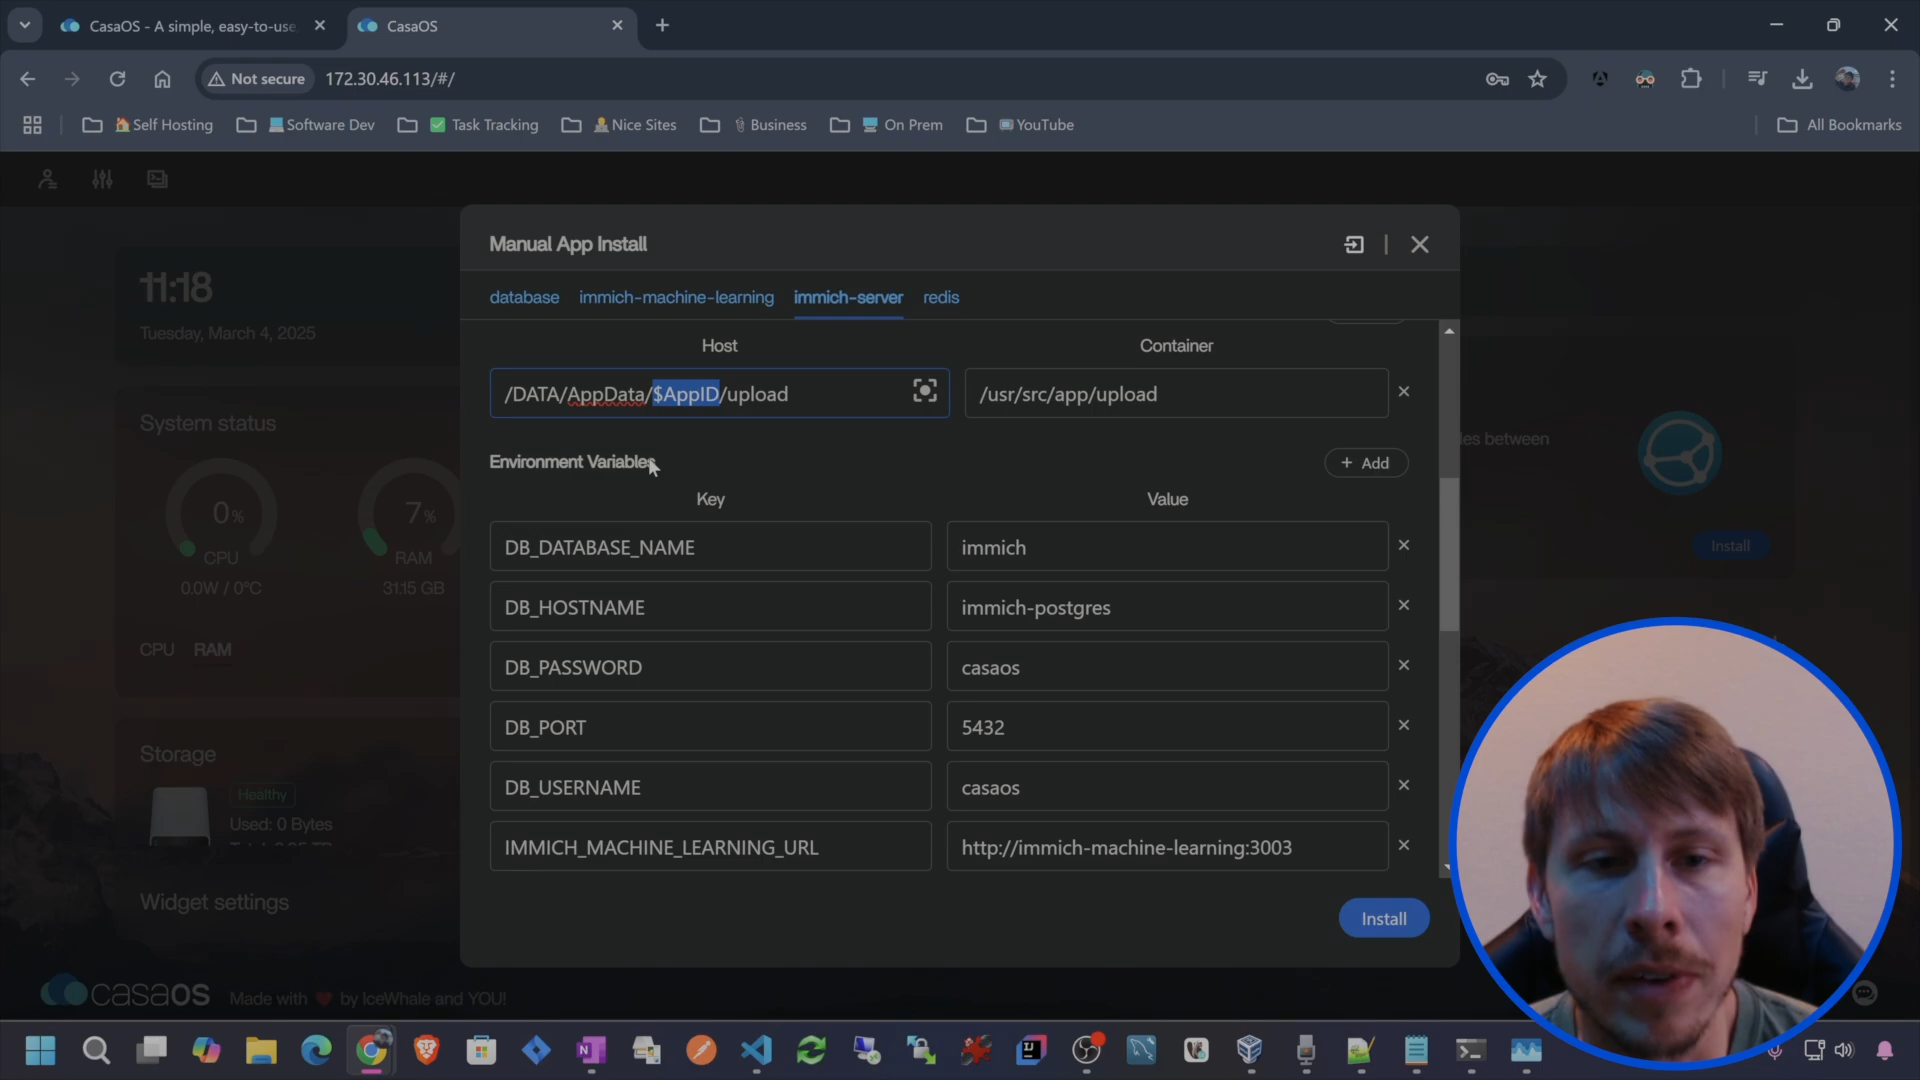 CasaOS - A simple, easy-to-use,
CasaOS
Not secure
172.30.46.113/#/
Self Hosting
Software Dev
Task Tracking
Nice Sites
Business
On Prem
YouTube
All Bookmarks
11:18
Tuesday, March 4, 2025
System status
0%
CPU
0.0W / 0°C
7%
RAM
31.15 GB
CPU
RAM
Storage
Healthy
Used: 0 Bytes
Widget settings
casaos
Made with ❤ by IceWhale and YOU!
Manual App Install
database
immich-machine-learning
immich-server
redis
Host
Container
/DATA/AppData/$AppID/upload
/usr/src/app/upload
Environment Variables
+ Add
Key
Value
DB_DATABASE_NAME
immich
DB_HOSTNAME
immich-postgres
DB_PASSWORD
casaos
DB_PORT
5432
DB_USERNAME
casaos
IMMICH_MACHINE_LEARNING_URL
http://immich-machine-learning:3003
Install
les between
Install